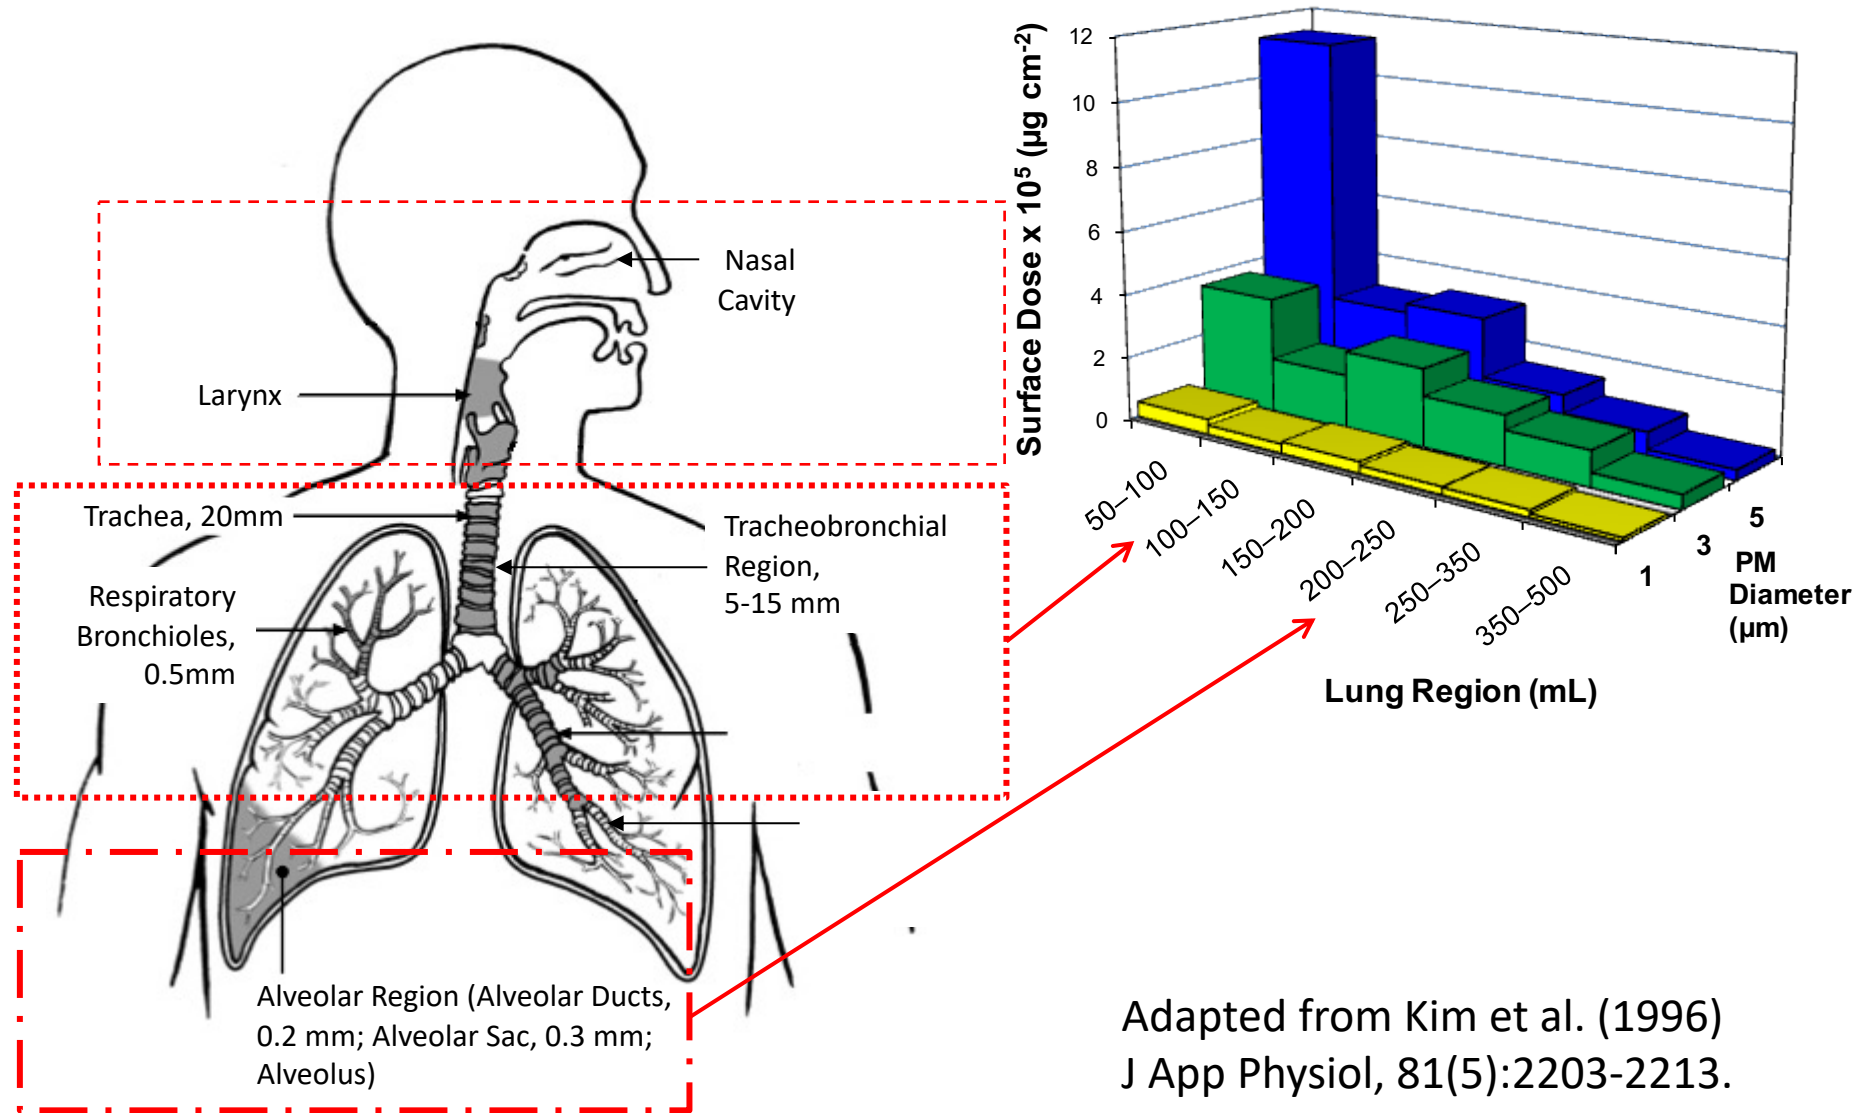 Nasal
Cavity
Larynx
Trachea, 20mm
Tracheobronchial
Region,
5-15 mm
Respiratory
Bronchioles,
0.5mm
Alveolar Region (Alveolar Ducts,
0.2 mm; Alveolar Sac, 0.3 mm;
Alveolus)
Surface Dose x 10⁵ (µg cm⁻²)
12
10
8
6
4
2
0
50–100
100–150
150–200
200–250
250–350
350–500
Lung Region (mL)
1
3
5
PM
Diameter
(µm)
Adapted from Kim et al. (1996)
J App Physiol, 81(5):2203-2213.